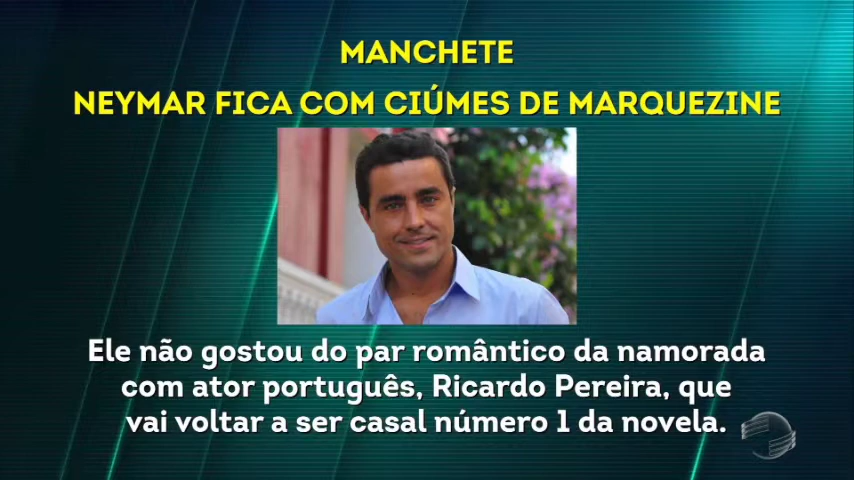 MANCHETE
NEYMAR FICA COM CIÚMES DE MARQUEZINE
Ele não gostou do par romântico da namorada
com ator português, Ricardo Pereira, que
vai voltar a ser casal número 1 da novela.